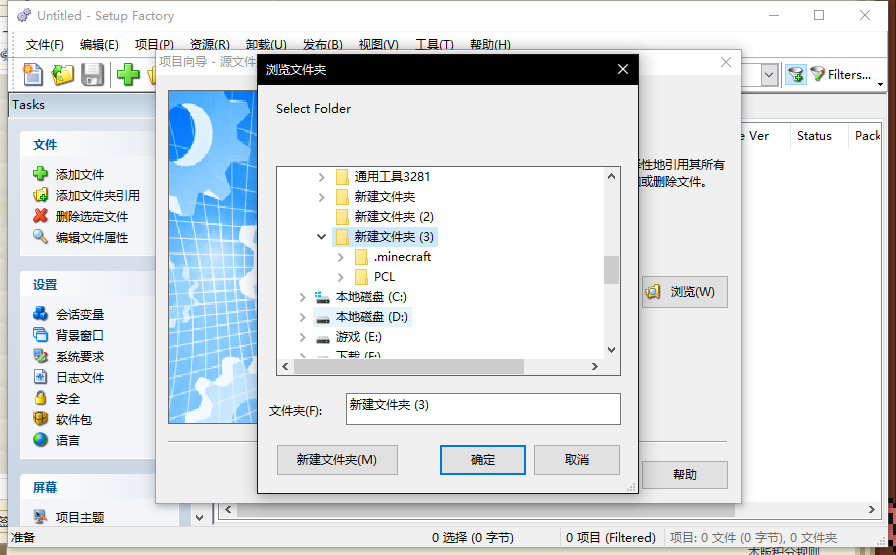 Untitled - Setup Factory
文件(F) 编辑(E) 项目(P) 资源(R) 卸载(U) 发布(B) 视图(V) 工具(T) 帮助(H)
项目向导 - 源文件
浏览文件夹
Filters...
Tasks
Select Folder
文件
添加文件
添加文件夹引用
删除选定文件
编辑文件属性
设置
会话变量
背景窗口
系统要求
日志文件
安全
软件包
语言
屏幕
项目主题
通用工具3281
新建文件夹
新建文件夹 (2)
新建文件夹 (3)
.minecraft
PCL
本地磁盘 (C:)
本地磁盘 (D:)
游戏 (E:)
下载 (F:)
文件夹(F):
新建文件夹 (3)
新建文件夹(M)
确定
取消
择性地引用其所有
或删除文件。
浏览(W)
帮助
e Ver
Status
Pack
准备
0 选择 (0 字节)
0 项目 (Filtered)
项目: 0 文件 (0 字节), 0 文件夹
本版积分规则